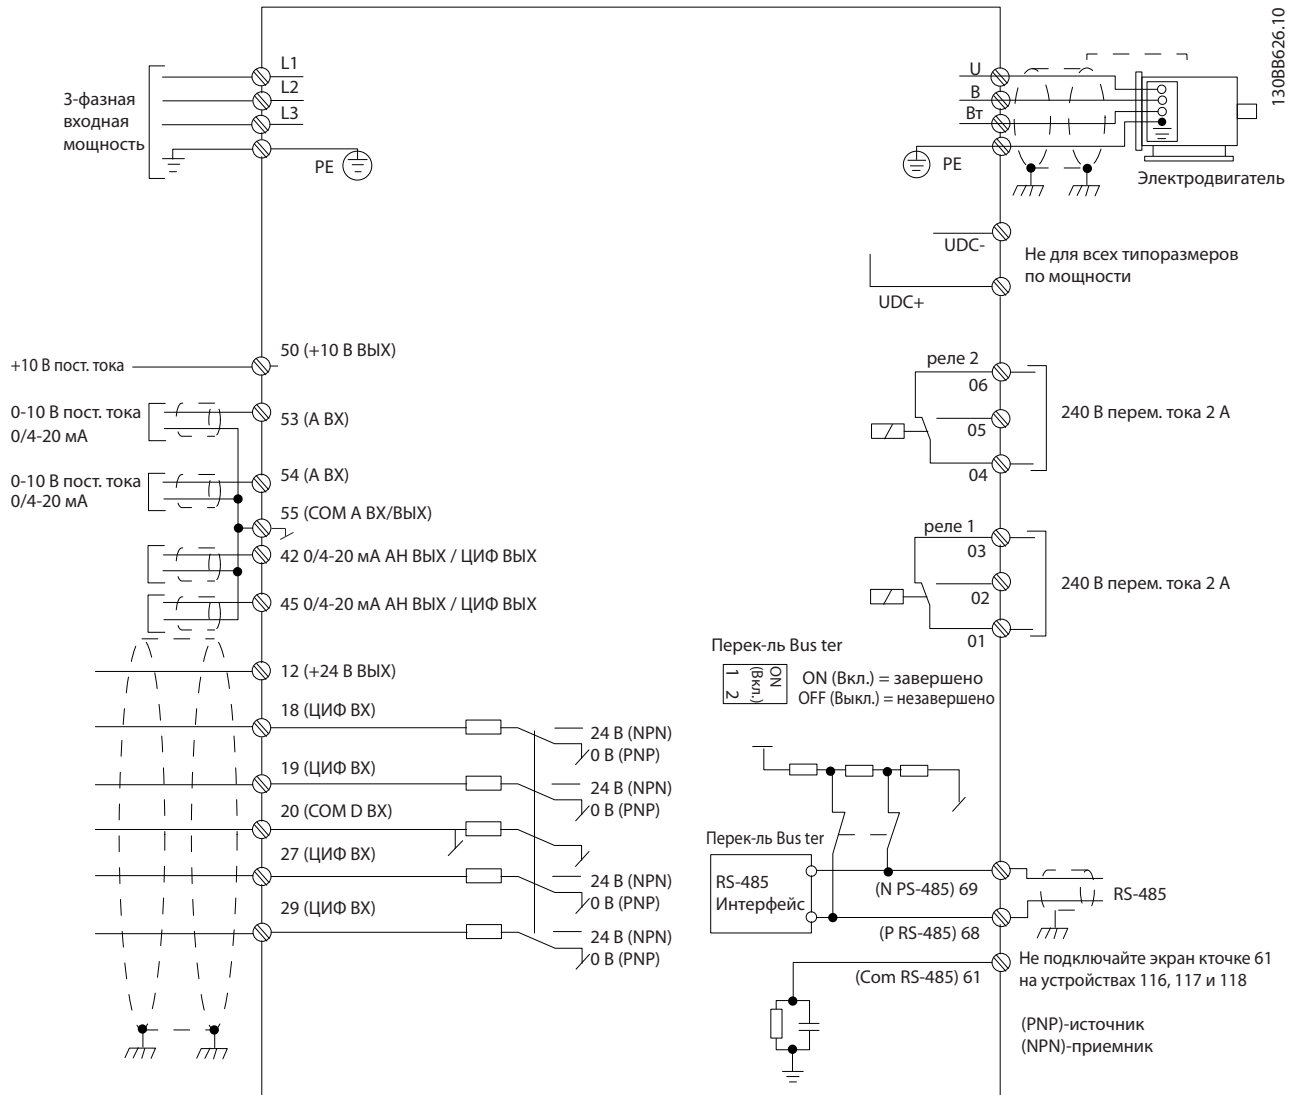 130BB626.10
3-фазная
входная
мощность
L1
L2
L3
PE
U
В
Вт
PE
Электродвигатель
UDC-
UDC+
Не для всех типоразмеров
по мощности
+10 В пост. тока
50 (+10 В ВЫХ)
0-10 В пост. тока
0/4-20 мА
53 (А ВХ)
0-10 В пост. тока
0/4-20 мА
54 (А ВХ)
55 (COM А ВХ/ВЫХ)
42 0/4-20 мА АН ВЫХ / ЦИФ ВЫХ
45 0/4-20 мА АН ВЫХ / ЦИФ ВЫХ
12 (+24 В ВЫХ)
18 (ЦИФ ВХ)
24 В (NPN)
0 В (PNP)
19 (ЦИФ ВХ)
24 В (NPN)
0 В (PNP)
20 (COM D ВХ)
27 (ЦИФ ВХ)
24 В (NPN)
0 В (PNP)
29 (ЦИФ ВХ)
24 В (NPN)
0 В (PNP)
реле 2
06
05
04
240 В перем. тока 2 А
реле 1
03
02
01
240 В перем. тока 2 А
Перек-ль Bus ter
ON
(Вкл.)
1 2
ON (Вкл.) = завершено
OFF (Выкл.) = незавершено
Перек-ль Bus ter
RS-485
Интерфейс
(N PS-485) 69
(P RS-485) 68
RS-485
(Com RS-485) 61
Не подключайте экран кточке 61
на устройствах 116, 117 и 118
(PNP)-источник
(NPN)-приемник